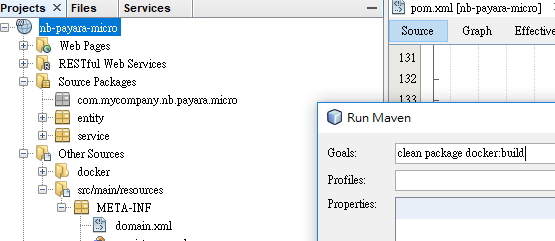 Projects
Files
Services
nb-payara-micro
Web Pages
RESTful Web Services
Source Packages
com.mycompany.nb.payara.micro
entity
service
Other Sources
docker
src/main/resources
META-INF
domain.xml
pom.xml [nb-payara-micro]
Source
Graph
Effective
131
132
133
Run Maven
Goals:
clean package docker:build
Profiles:
Properties: